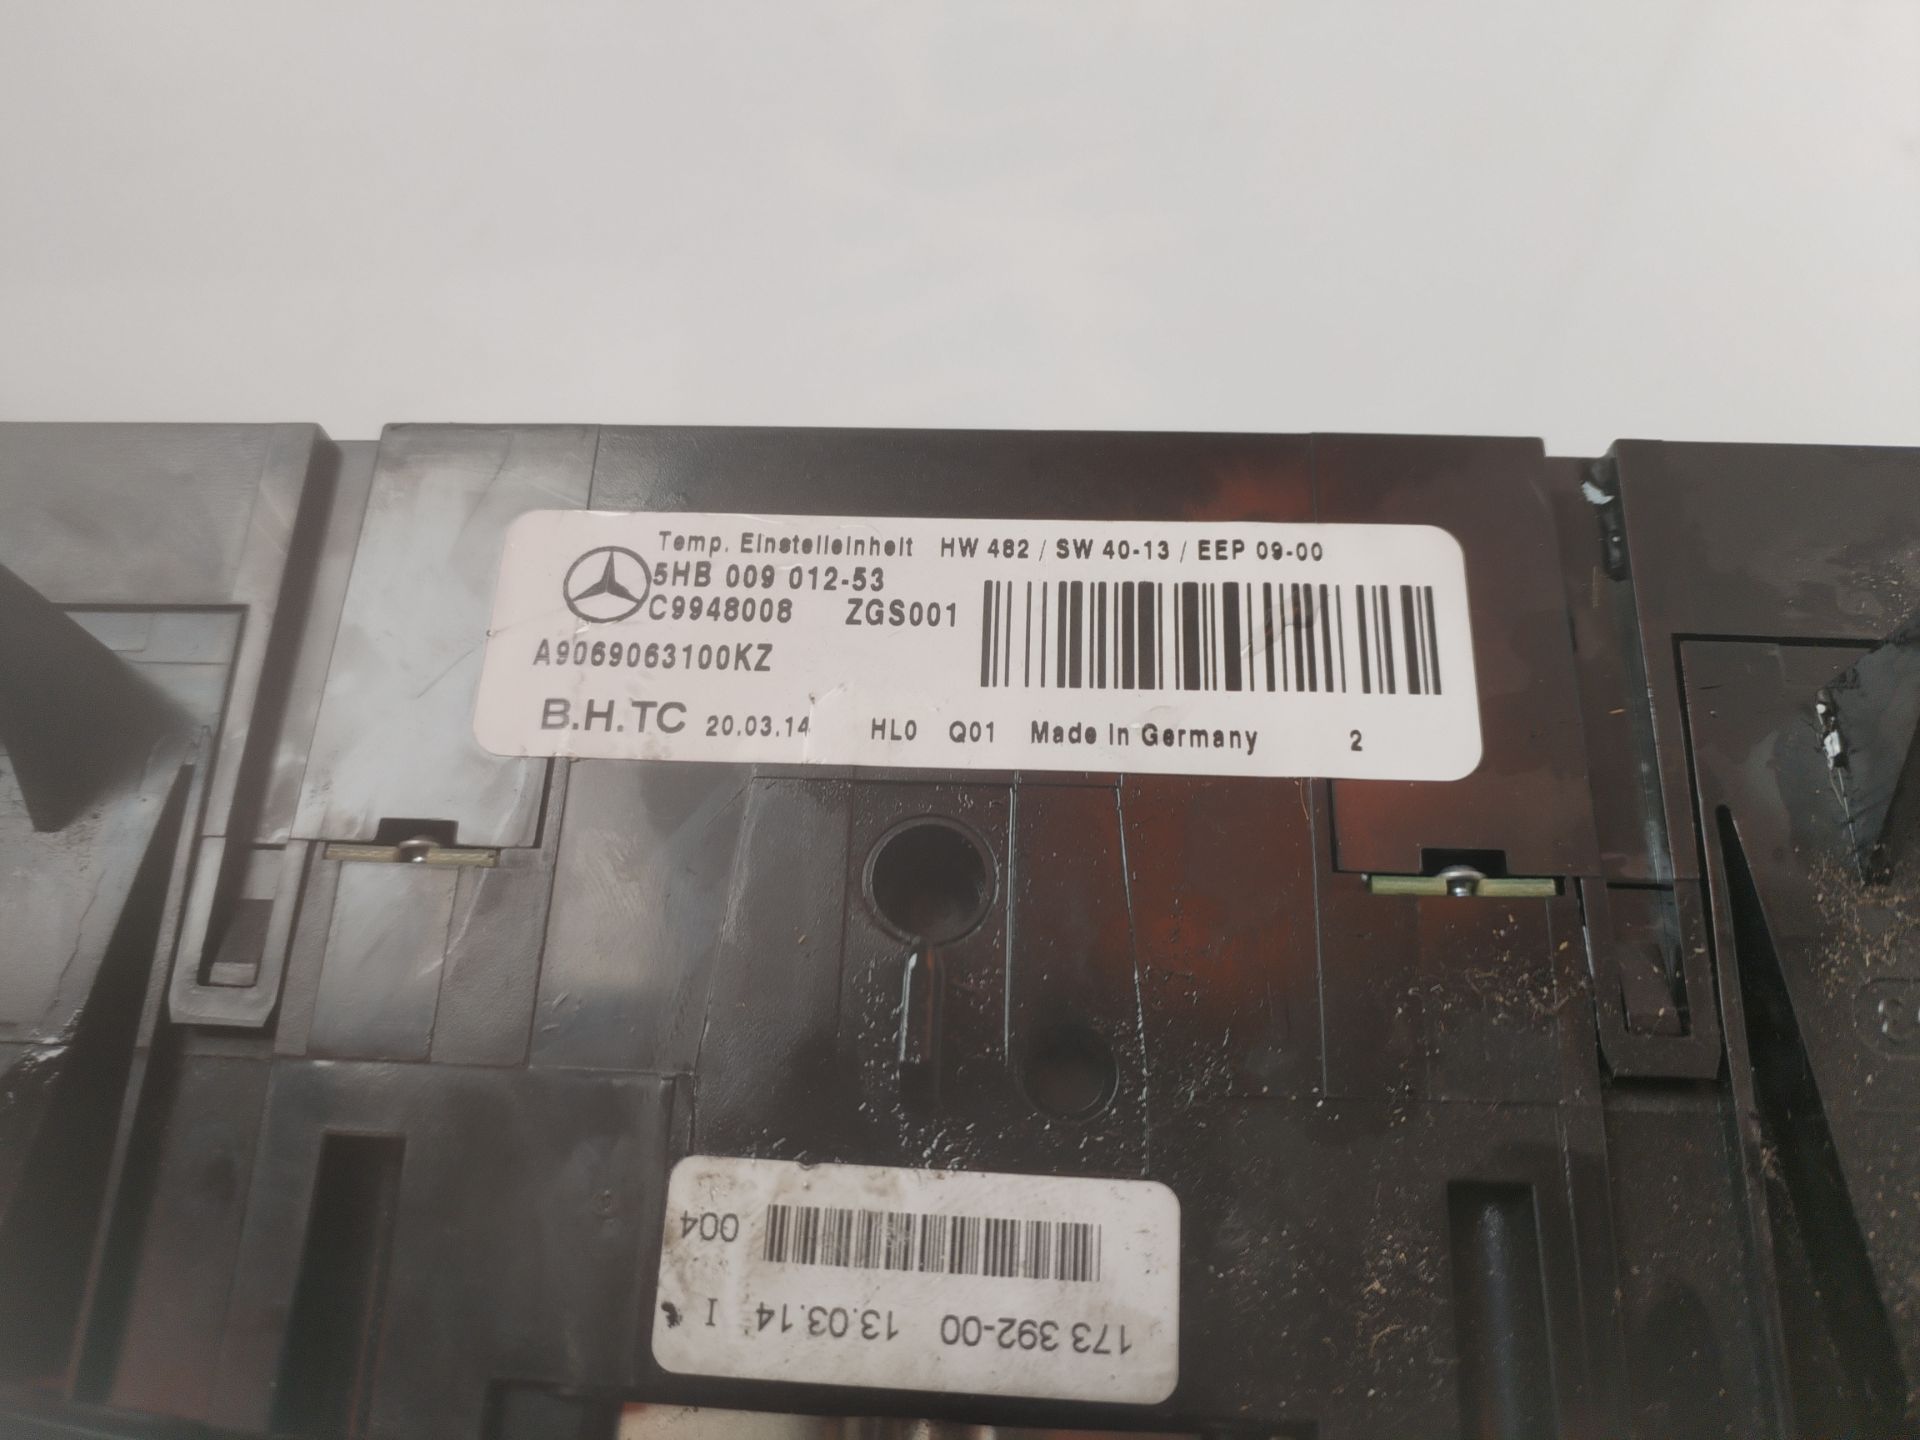 Temp. Einstelleinheit HW 482 / SW 40-13 / EEP 09-00
5HB 009 012-53
C9948008 ZGS001
A9069063100KZ
B.H.TC 20.03.14 HL0 Q01 Made in Germany 2
173 392-00 13.03.14 I
004